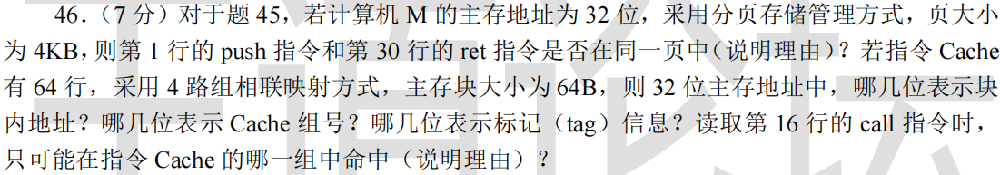 46.(7 分)对于题 45,若计算机 M 的主存地址为 32 位,采用分页存储管理方式,页大小
为 4KB,则第 1 行的 push 指令和第 30 行的 ret 指令是否在同一页中(说明理由)?若指令 Cache
有 64 行,采用 4 路组相联映射方式,主存块大小为 64B,则 32 位主存地址中,哪几位表示块
内地址?哪几位表示 Cache 组号?哪几位表示标记(tag)信息?读取第 16 行的 call 指令时,
只可能在指令 Cache 的哪一组中命中(说明理由)?